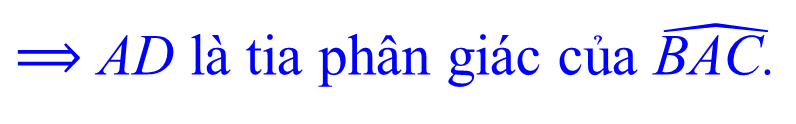 ⟹ AD là tia phân giác của $\widehat{BAC}$.